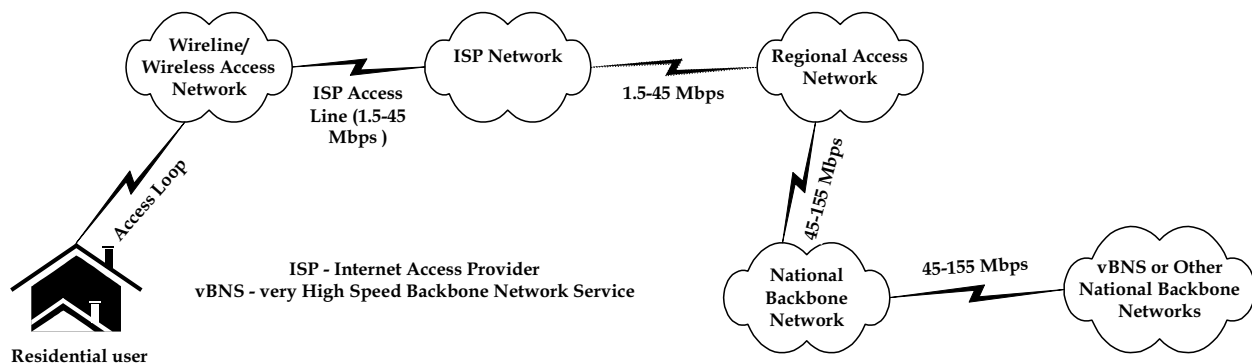 Wireline/
Wireless Access
Network
ISP Access
Line (1.5-45
Mbps )
ISP Network
1.5-45 Mbps
Regional Access
Network
Access Loop
45-155 Mbps
ISP - Internet Access Provider
vBNS - very High Speed Backbone Network Service
National
Backbone
Network
45-155 Mbps
vBNS or Other
National Backbone
Networks
Residential user